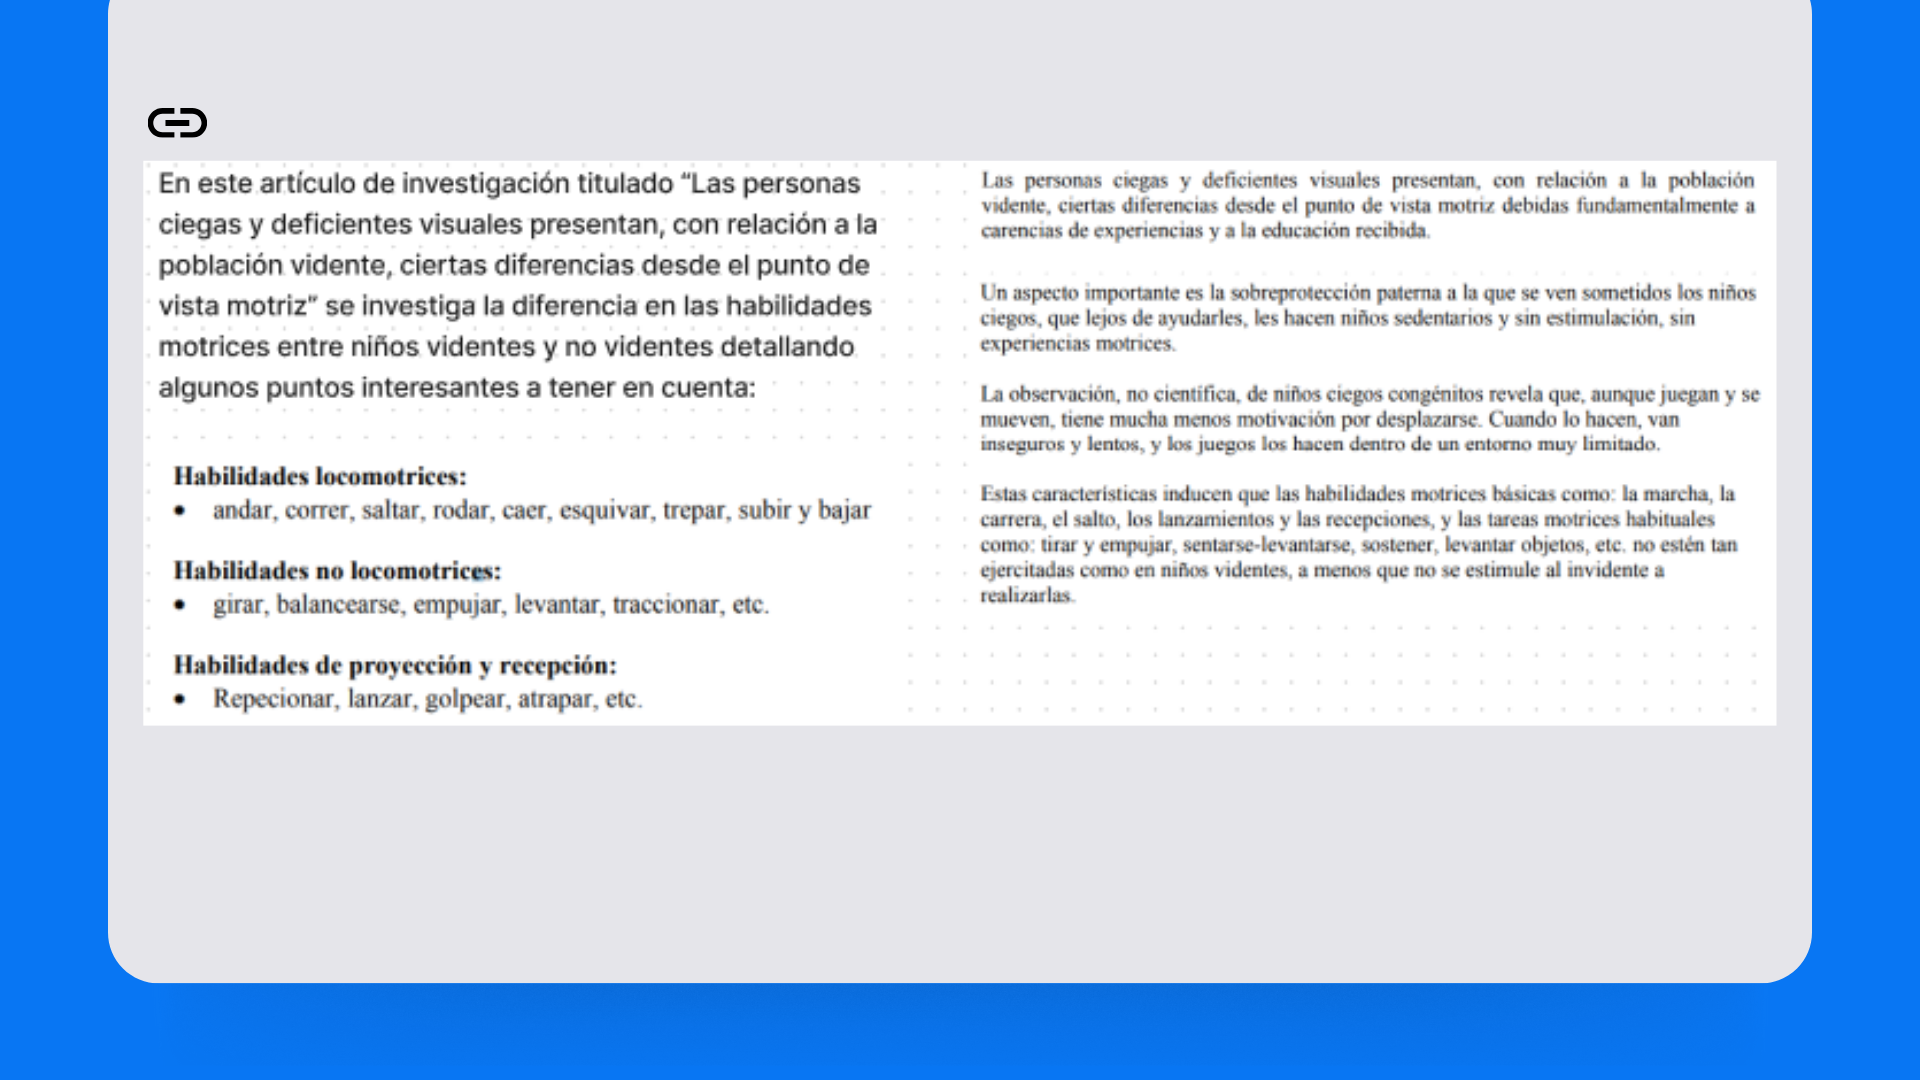 En este artículo de investigación titulado “Las personas
ciegas y deficientes visuales presentan, con relación a la
población vidente, ciertas diferencias desde el punto de
vista motriz” se investiga la diferencia en las habilidades
motrices entre niños videntes y no videntes detallando
algunos puntos interesantes a tener en cuenta:
Habilidades locomotrices:
• andar, correr, saltar, rodar, caer, esquivar, trepar, subir y bajar
Habilidades no locomotrices:
• girar, balancearse, empujar, levantar, traccionar, etc.
Habilidades de proyección y recepción:
• Repecionar, lanzar, golpear, atrapar, etc.
Las personas ciegas y deficientes visuales presentan, con relación a la población
vidente, ciertas diferencias desde el punto de vista motriz debidas fundamentalmente a
carencias de experiencias y a la educación recibida.
Un aspecto importante es la sobreprotección paterna a la que se ven sometidos los niños
ciegos, que lejos de ayudarles, les hacen niños sedentarios y sin estimulación, sin
experiencias motrices.
La observación, no científica, de niños ciegos congénitos revela que, aunque juegan y se
mueven, tiene mucha menos motivación por desplazarse. Cuando lo hacen, van
inseguros y lentos, y los juegos los hacen dentro de un entorno muy limitado.
Estas características inducen que las habilidades motrices básicas como: la marcha, la
carrera, el salto, los lanzamientos y las recepciones, y las tareas motrices habituales
como: tirar y empujar, sentarse-levantarse, sostener, levantar objetos, etc. no estén tan
ejercitadas como en niños videntes, a menos que no se estimule al invidente a
realizarlas.